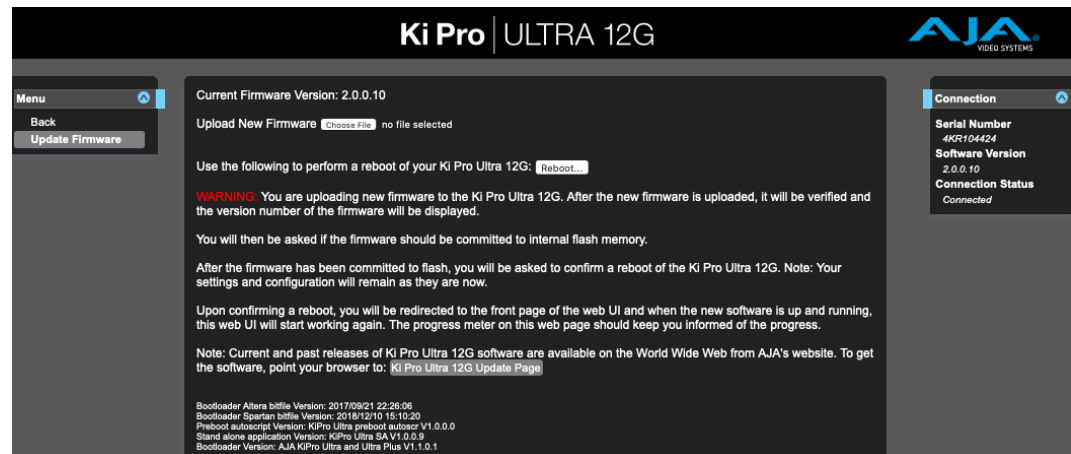 Ki Pro ULTRA 12G
AJA
VIDEO SYSTEMS
Menu
Back
Update Firmware
Current Firmware Version: 2.0.0.10
Upload New Firmware Choose File no file selected
Use the following to perform a reboot of your Ki Pro Ultra 12G: Reboot...
WARNING: You are uploading new firmware to the Ki Pro Ultra 12G. After the new firmware is uploaded, it will be verified and
the version number of the firmware will be displayed.
You will then be asked if the firmware should be committed to internal flash memory.
After the firmware has been committed to flash, you will be asked to confirm a reboot of the Ki Pro Ultra 12G. Note: Your
settings and configuration will remain as they are now.
Upon confirming a reboot, you will be redirected to the front page of the web UI and when the new software is up and running,
this web UI will start working again. The progress meter on this web page should keep you informed of the progress.
Note: Current and past releases of Ki Pro Ultra 12G software are available on the World Wide Web from AJA's website. To get
the software, point your browser to: Ki Pro Ultra 12G Update Page
Bootloader Altera bitfile Version: 2017/09/21 22:26:06
Bootloader Spartan bitfile Version: 2018/12/10 15:10:20
Preboot autoscript Version: KiPro Ultra preboot autoscr V1.0.0.0
Stand alone application Version: KiPro Ultra SA V1.0.0.9
Bootloader Version: AJA KiPro Ultra and Ultra Plus V1.1.0.1
Connection
Serial Number
4KR104424
Software Version
2.0.0.10
Connection Status
Connected